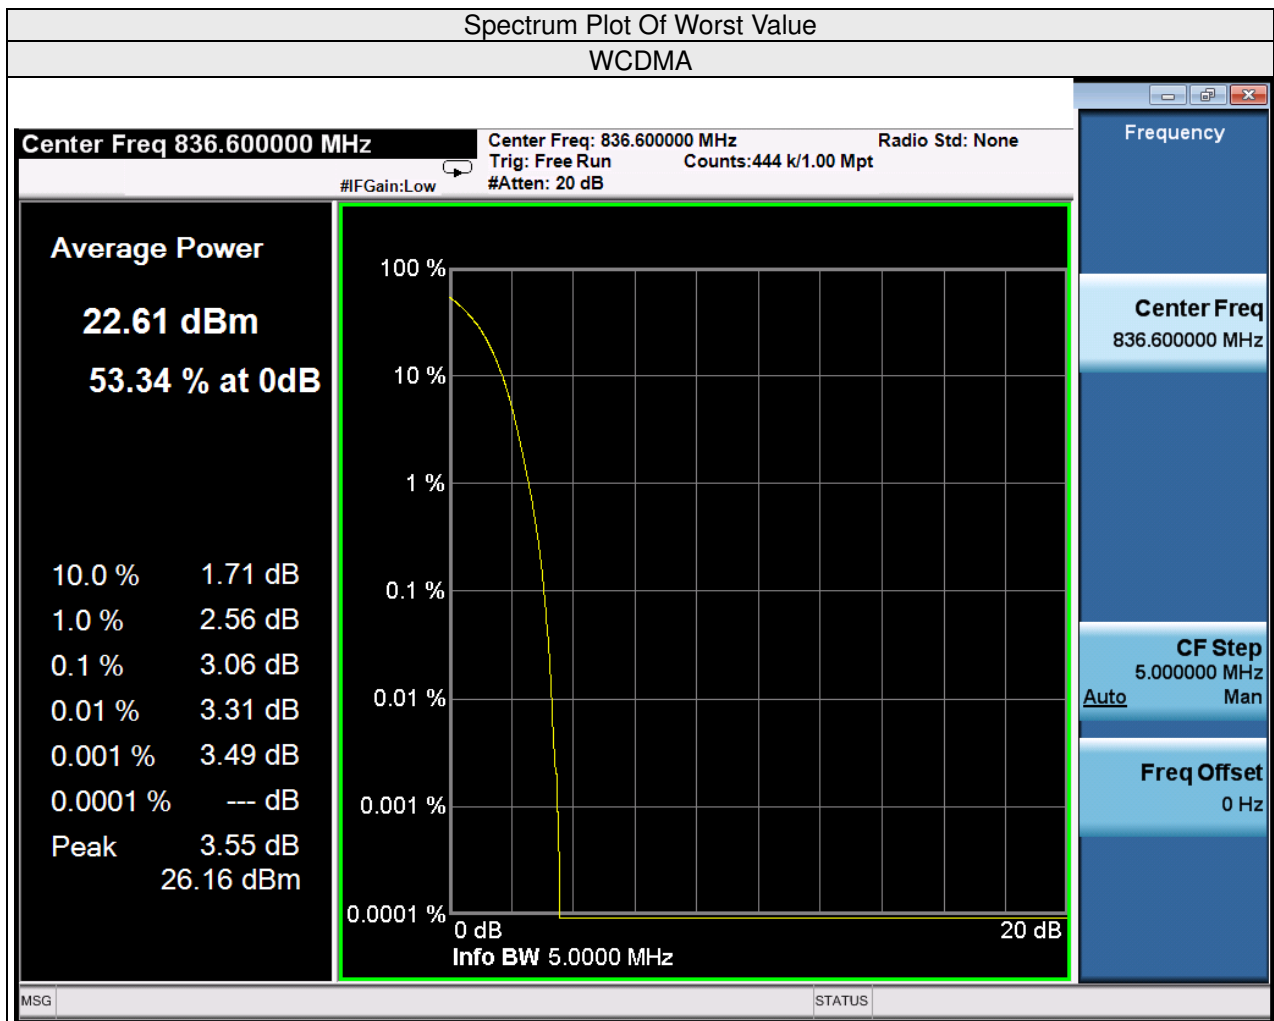 Spectrum Plot Of Worst Value
WCDMA
Center Freq 836.600000 MHz
#IFGain:Low
Center Freq: 836.600000 MHz
Radio Std: None
Trig: Free Run
Counts:444 k/1.00 Mpt
#Atten: 20 dB
Average Power
22.61 dBm
53.34 % at 0dB
10.0 % 1.71 dB
1.0 % 2.56 dB
0.1 % 3.06 dB
0.01 % 3.31 dB
0.001 % 3.49 dB
0.0001 % --- dB
Peak 3.55 dB
26.16 dBm
100 %
10 %
1 %
0.1 %
0.01 %
0.001 %
0.0001 %
0 dB
20 dB
Info BW 5.0000 MHz
Frequency
Center Freq
836.600000 MHz
CF Step
5.000000 MHz
Auto Man
Freq Offset
0 Hz
MSG
STATUS